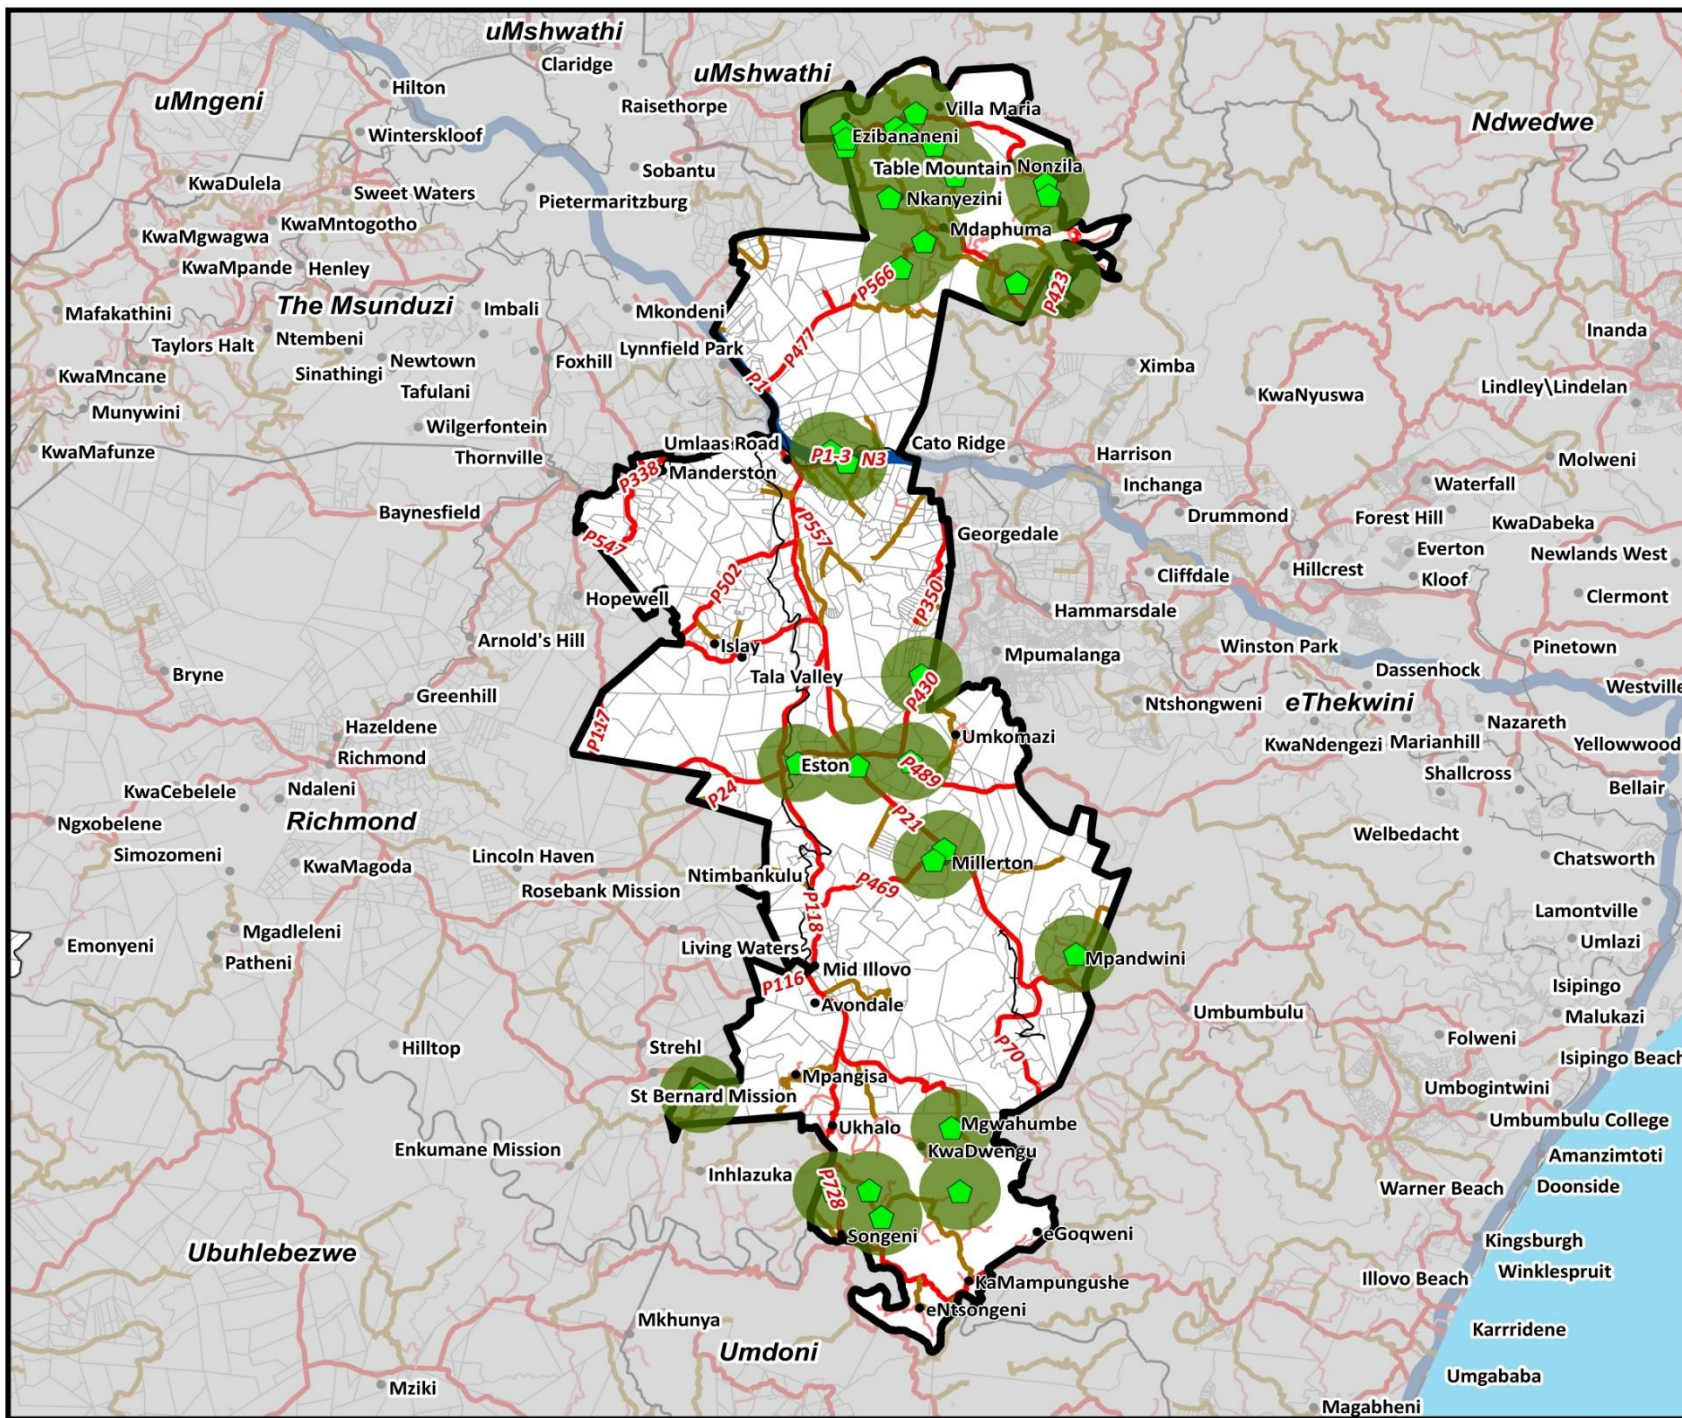 uMshwathi
Claridge
uMshwathi
Hilton
uMngeni
Raisethorpe
Villa Maria
Ndwedwe
Winterskloof
Ezibananeni
Sobantu
Table Mountain
Nonzila
KwaDulela
Sweet Waters
Pietermaritzburg
Nkanyezini
KwaMntogotho
Mdaphuma
KwaMgwagwa
KwaMpande
Henley
P566
P423
The Msunduzi
Imbali
Mkondeni
Mafakathini
Ntembeni
Inanda
Taylors Halt
Newtown
Foxhill
Lynnfield Park
P477
Ximba
KwaMncane
Sinathingi
P1
Lindley\Lindelan
Tafulani
KwaNyuswa
Munywini
Wilgerfontein
Umlaas Road
Cato Ridge
KwaMafunze
Thornville
P1-3
N3
Harrison
Molweni
P338
Manderston
Inchanga
Waterfall
Baynesfield
Drummond
Forest Hill
KwaDabeka
P547
P557
Georgedale
Everton
Newlands West
P502
Cliffdale
Hillcrest
Kloof
Hopewell
P350
Hammarsdale
Clermont
Arnold's Hill
Islay
Winston Park
Pinetown
Bryne
Tala Valley
Mpumalanga
Dassenhock
Greenhill
P430
Ntshongweni
eThekwini
Westville
P117
Hazeldene
Umkomazi
Nazareth
KwaNdengezi
Marianhill
Yellowwood
Richmond
Eston
P489
Shallcross
Bellair
KwaCebelele
Ndaleni
P24
Ngxobelene
Richmond
P21
Welbedacht
Simozomeni
KwaMagoda
Lincoln Haven
Millerton
Chatsworth
Ntimbankulu
P469
Rosebank Mission
P118
Lamontville
Mgadleleni
Emonyeni
Living Waters
Umlazi
Patheni
Mid Illovo
Mpandwini
P116
Avondale
Isipingo
Umbumbulu
Malukazi
Hilltop
Strehl
P70
Folweni
Isipingo Beach
Mpangisa
St Bernard Mission
Umbogintwini
Ukhalo
Mgwahumbe
Umbumbulu College
Enkumane Mission
KwaDwengu
Amanzimtoti
Inhlazuka
P728
Warner Beach
Doonside
Songeni
eGoqweni
Ubuhlebezwe
Kingsburgh
KaMampungushe
Illovo Beach
Winklespruit
eNtsongeni
Mkhunya
Karrridene
Umdoni
Umgababa
Mziki
Magabheni